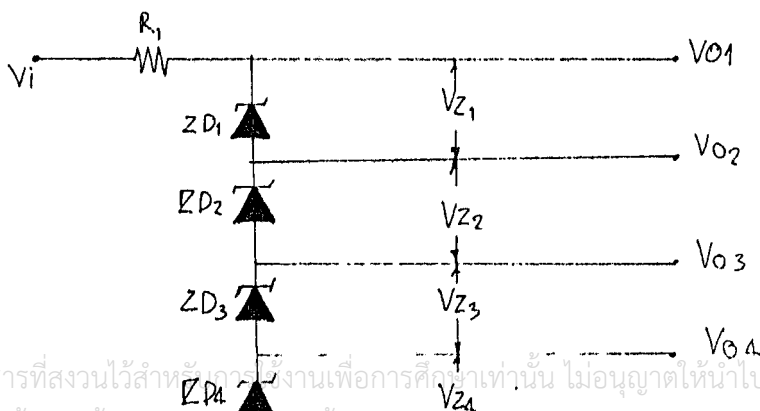 R1
Vi
VO1
ZD1
VZ1
VO2
ZD2
VZ2
VO3
ZD3
VZ3
VO4
ารที่สงวนไว้สำหรับการใช้งานเพื่อการศึกษาเท่านั้น ไม่อนุญาตให้นำไป
ZD4
VZ4